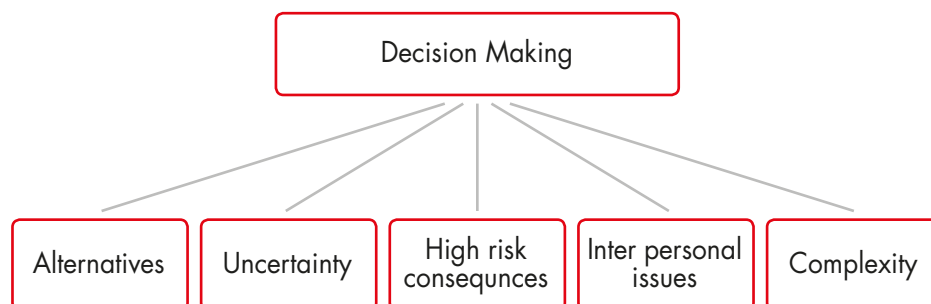 Decision Making
Alternatives
Uncertainty
High risk
consequnces
Inter personal
issues
Complexity